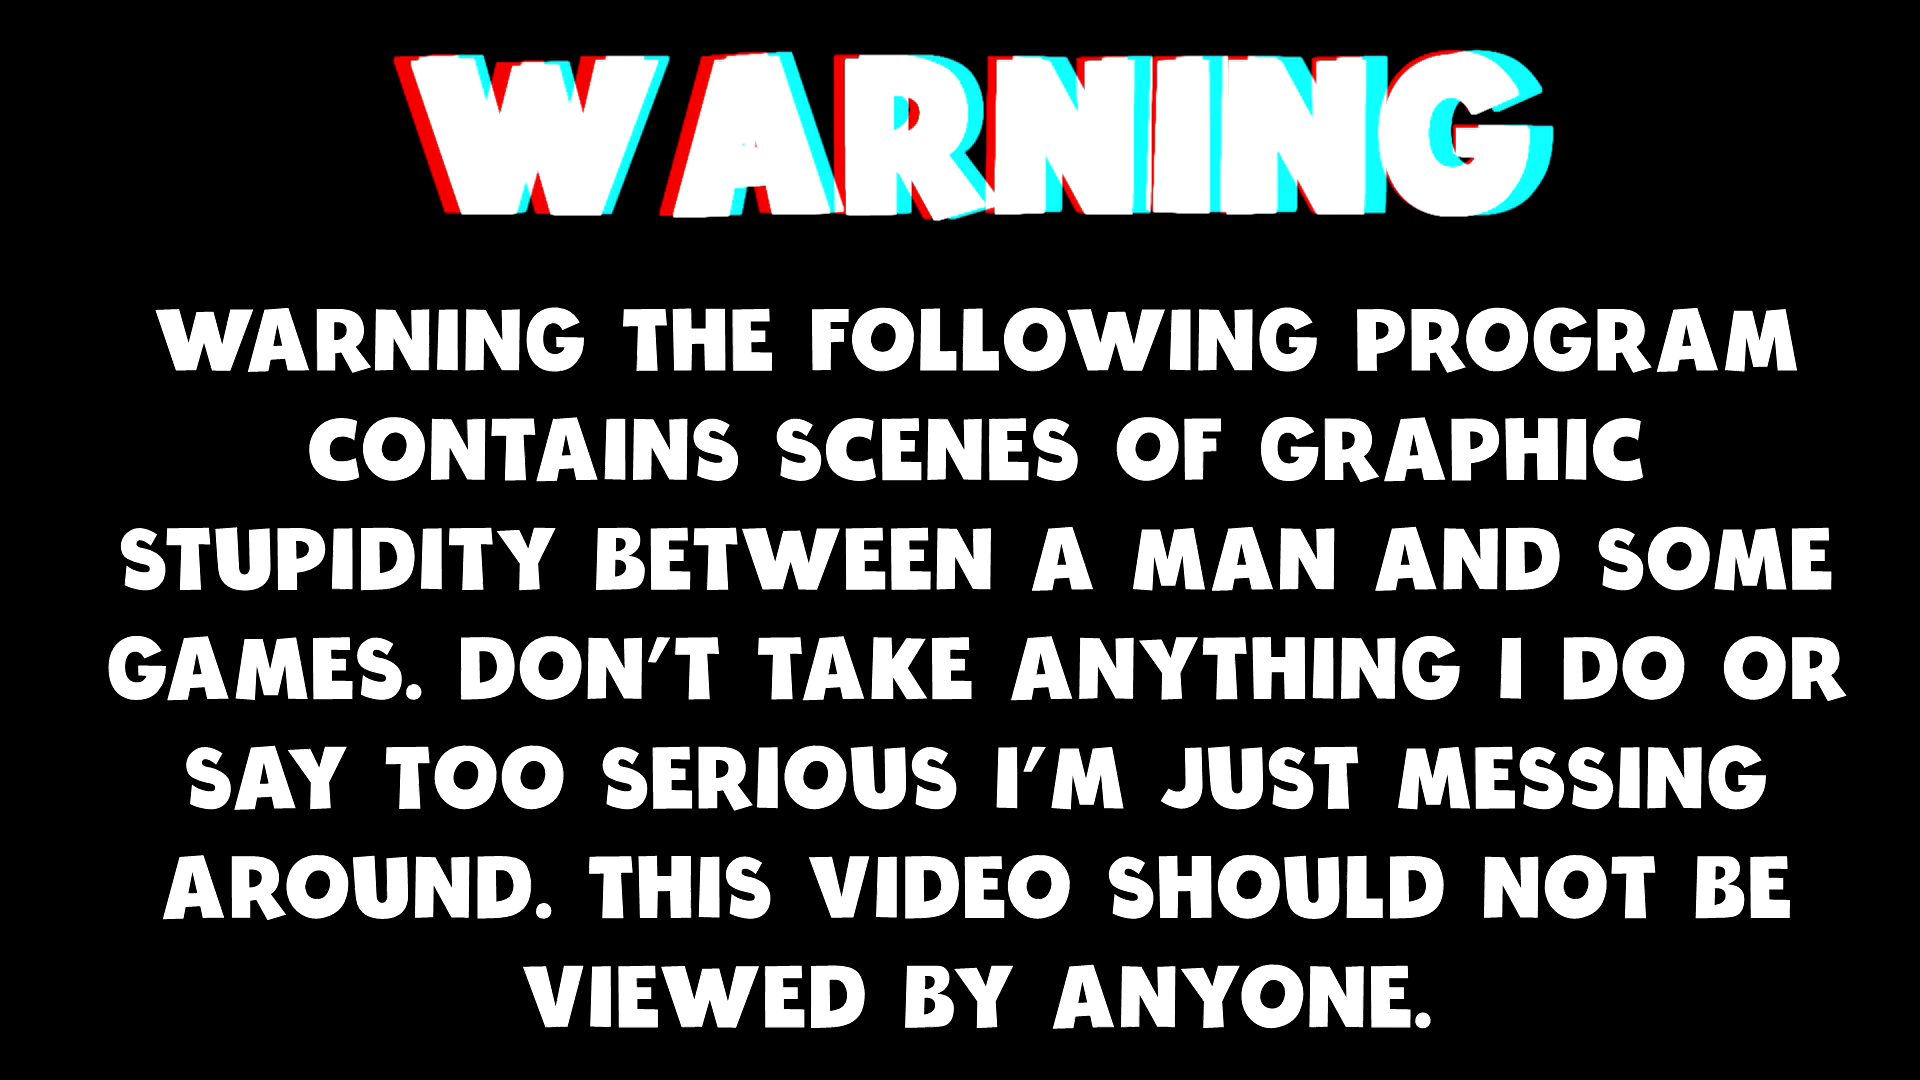 WARNING
WARNING THE FOLLOWING PROGRAM
CONTAINS SCENES OF GRAPHIC
STUPIDITY BETWEEN A MAN AND SOME
GAMES. DON'T TAKE ANYTHING I DO OR
SAY TOO SERIOUS I'M JUST MESSING
AROUND. THIS VIDEO SHOULD NOT BE
VIEWED BY ANYONE.